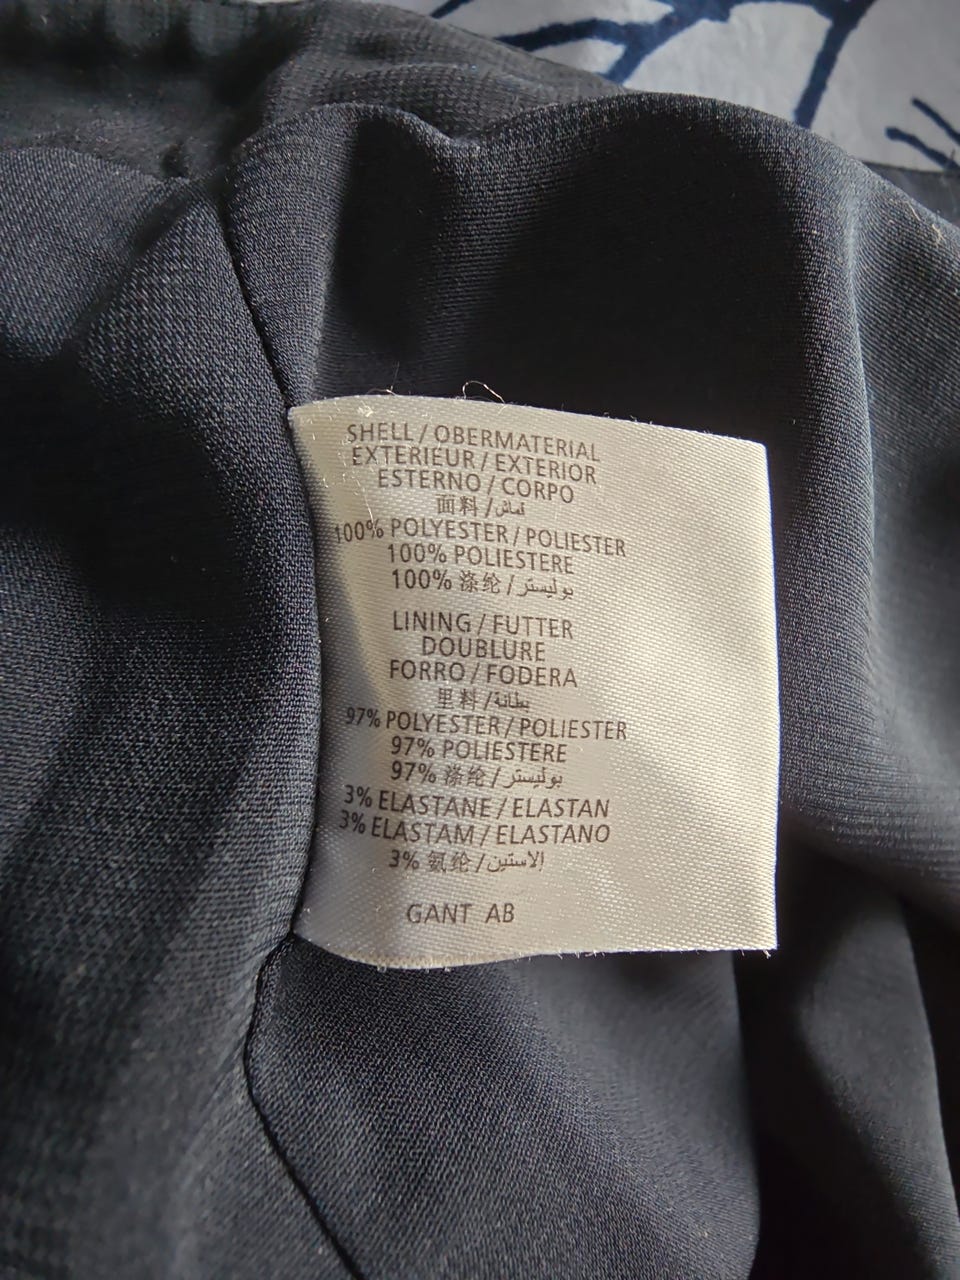 SHELL / OBERMATERIAL
EXTERIEUR / EXTERIOR
ESTERNO / CORPO
面料 / قماش
100% POLYESTER / POLIESTER
100% POLIESTERE
100% 涤纶 / بوليستر
LINING / FUTTER
DOUBLURE
FORRO / FODERA
里料 / بطانة
97% POLYESTER / POLIESTER
97% POLIESTERE
97% 涤纶 / بوليستر
3% ELASTANE / ELASTAN
3% ELASTAM / ELASTANO
3% 氨纶 / الاستين
GANT AB